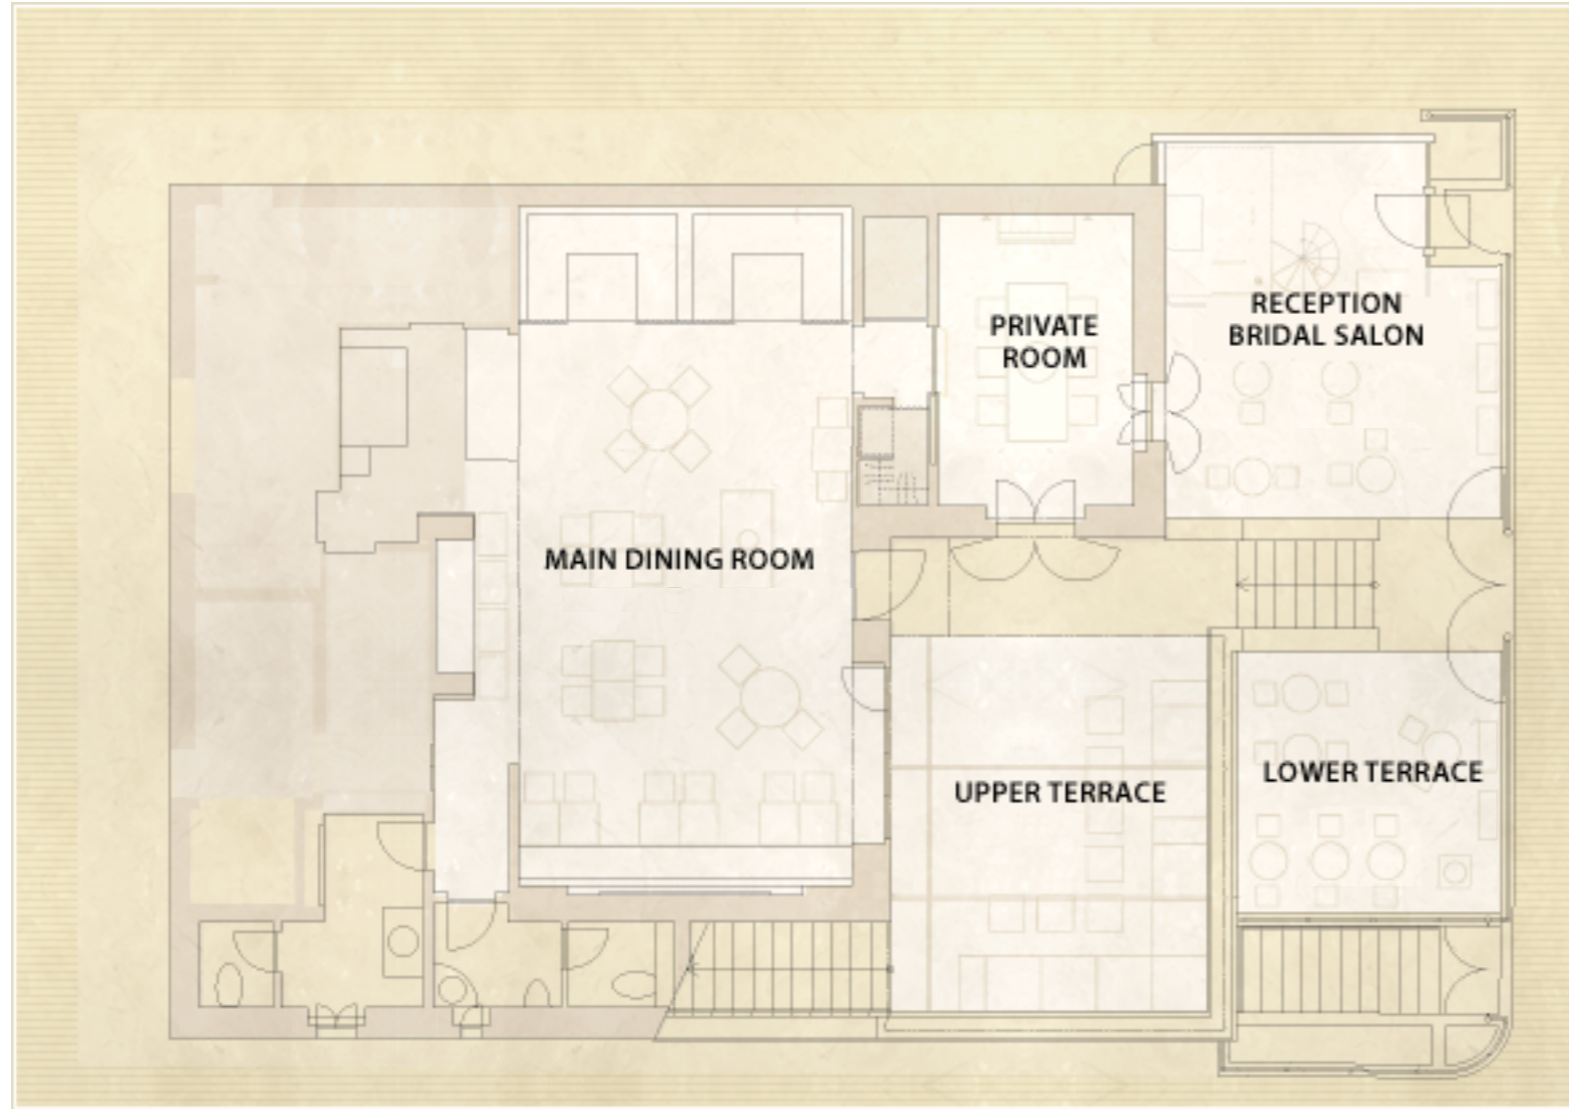 PRIVATE
ROOM
RECEPTION
BRIDAL SALON
MAIN DINING ROOM
UPPER TERRACE
LOWER TERRACE